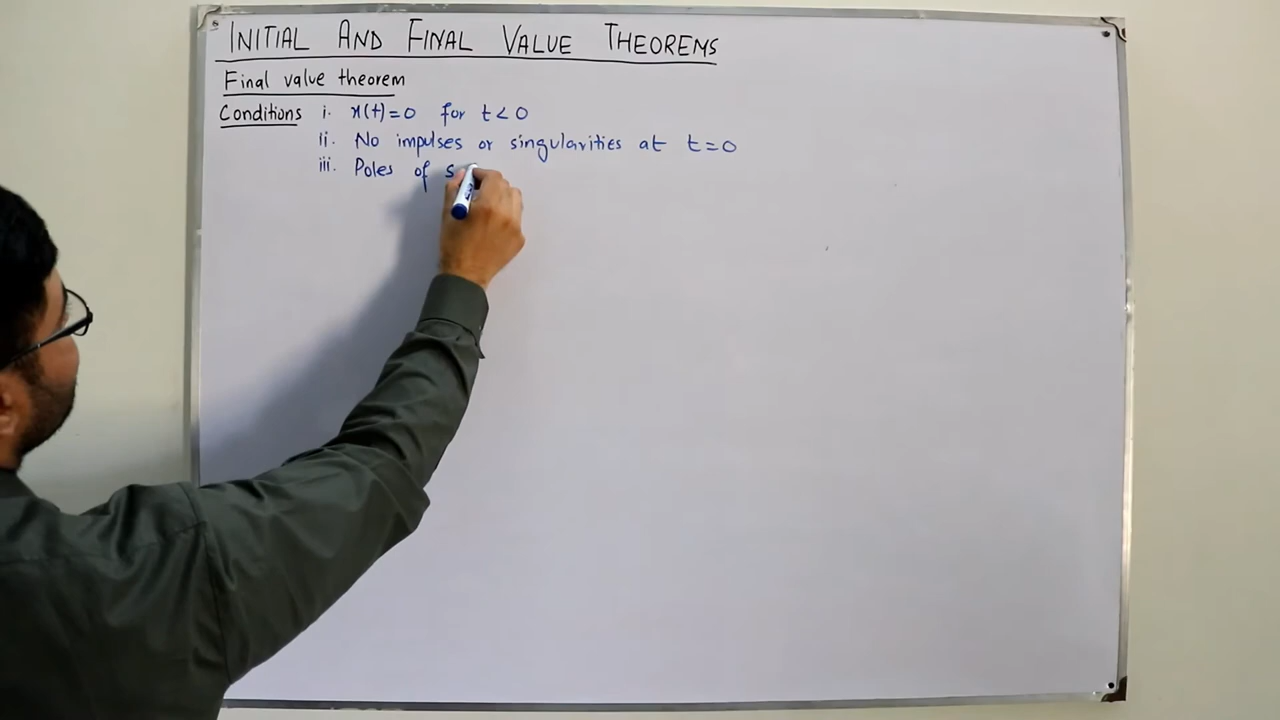 INITIAL AND FINAL VALUE THEOREMS
Final value theorem
Conditions i. x(t)=0 for t<0
ii. No impulses or singularities at t=0
iii. Poles of s